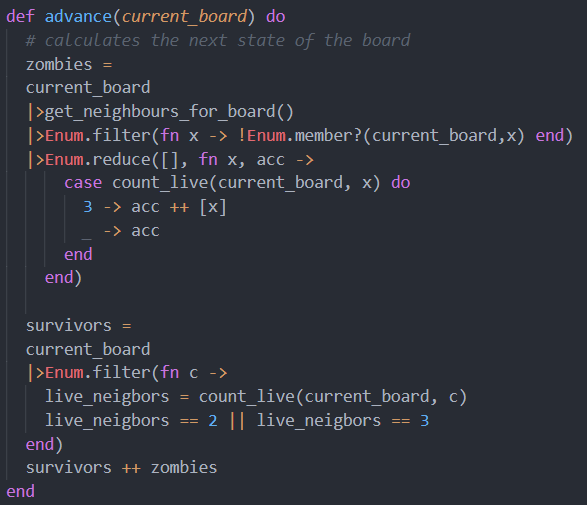 def advance(current_board) do
  # calculates the next state of the board
  zombies =
  current_board
  |>get_neighbours_for_board()
  |>Enum.filter(fn x -> !Enum.member?(current_board,x) end)
  |>Enum.reduce([], fn x, acc ->
      case count_live(current_board, x) do
        3 -> acc ++ [x]
        _ -> acc
      end
    end)

  survivors =
  current_board
  |>Enum.filter(fn c ->
    live_neigbors = count_live(current_board, c)
    live_neigbors == 2 || live_neigbors == 3
  end)
  survivors ++ zombies
end